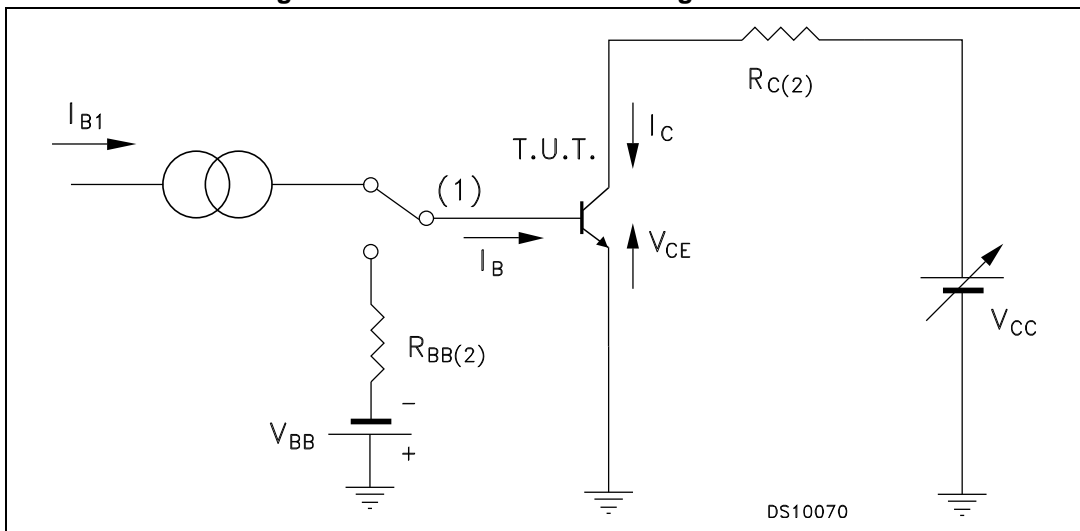 I_B1
R_C(2)
I_C
T.U.T.
(1)
V_CE
I_B
R_BB(2)
V_CC
−
V_BB
+
DS10070